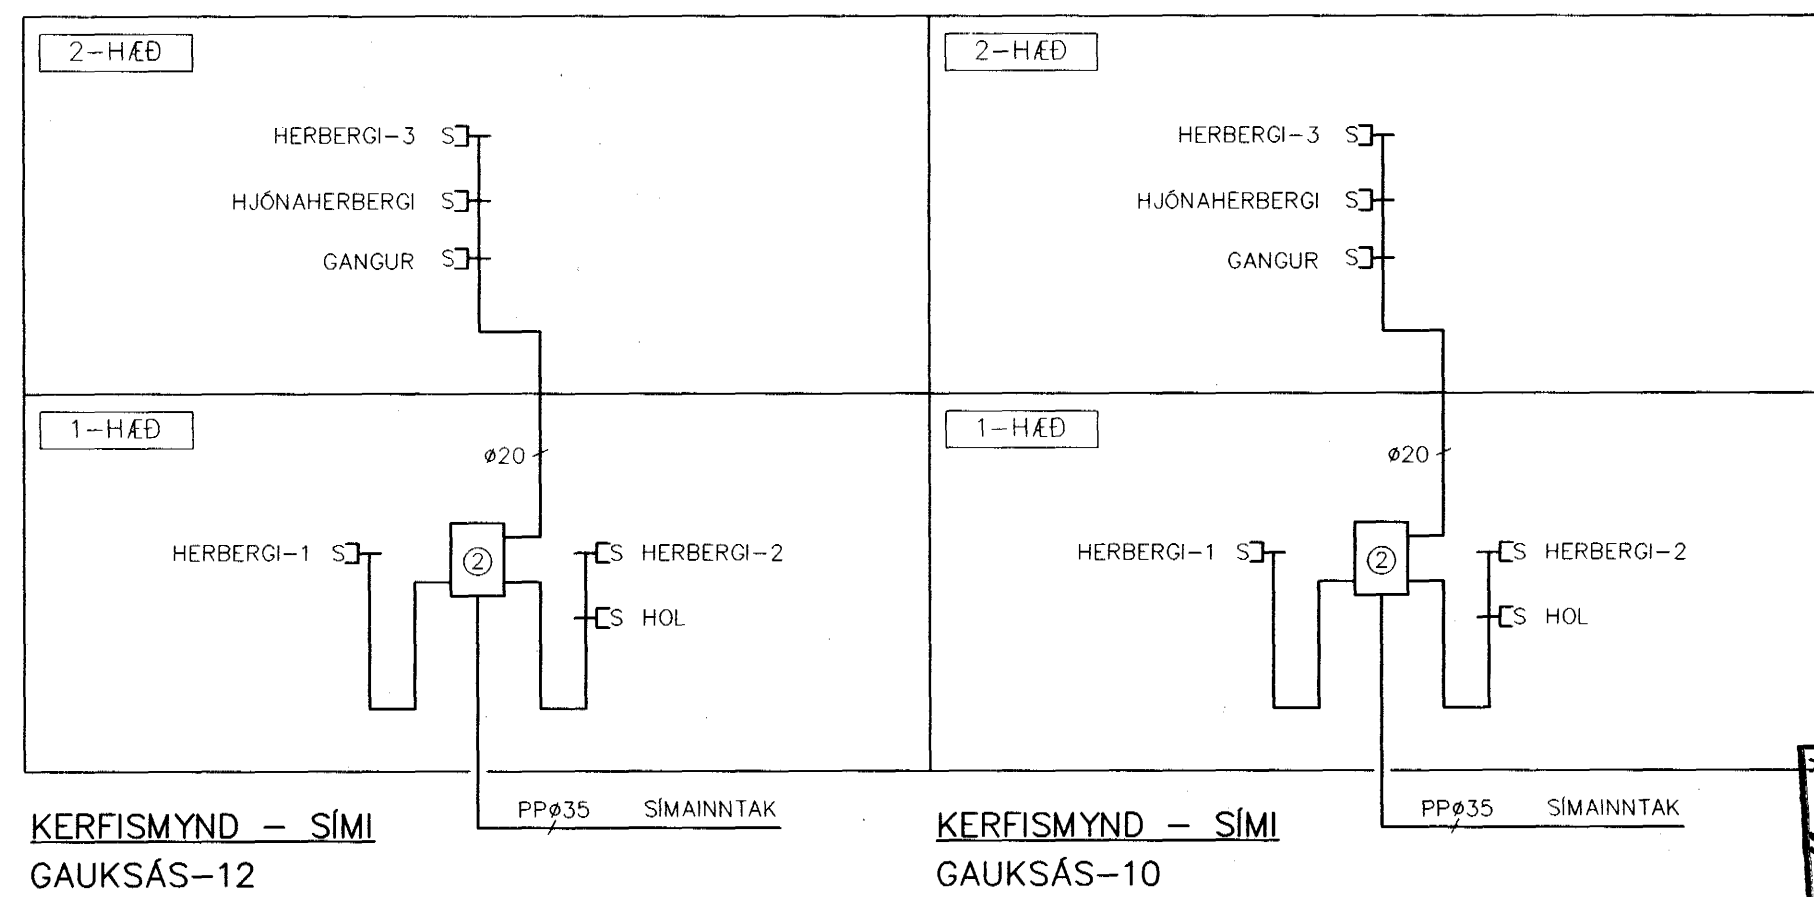 2-HÆÐ
HERBERGI-3 S
HJÓNAHERBERGI S
GANGUR S
1-HÆÐ
ø20
HERBERGI-1 S
2
S HERBERGI-2
S HOL
PPø35 SÍMAINNTAK
KERFISMYND - SÍMI
GAUKSÁS-12
2-HÆÐ
HERBERGI-3 S
HJÓNAHERBERGI S
GANGUR S
1-HÆÐ
ø20
HERBERGI-1 S
2
S HERBERGI-2
S HOL
PPø35 SÍMAINNTAK
KERFISMYND - SÍMI
GAUKSÁS-10